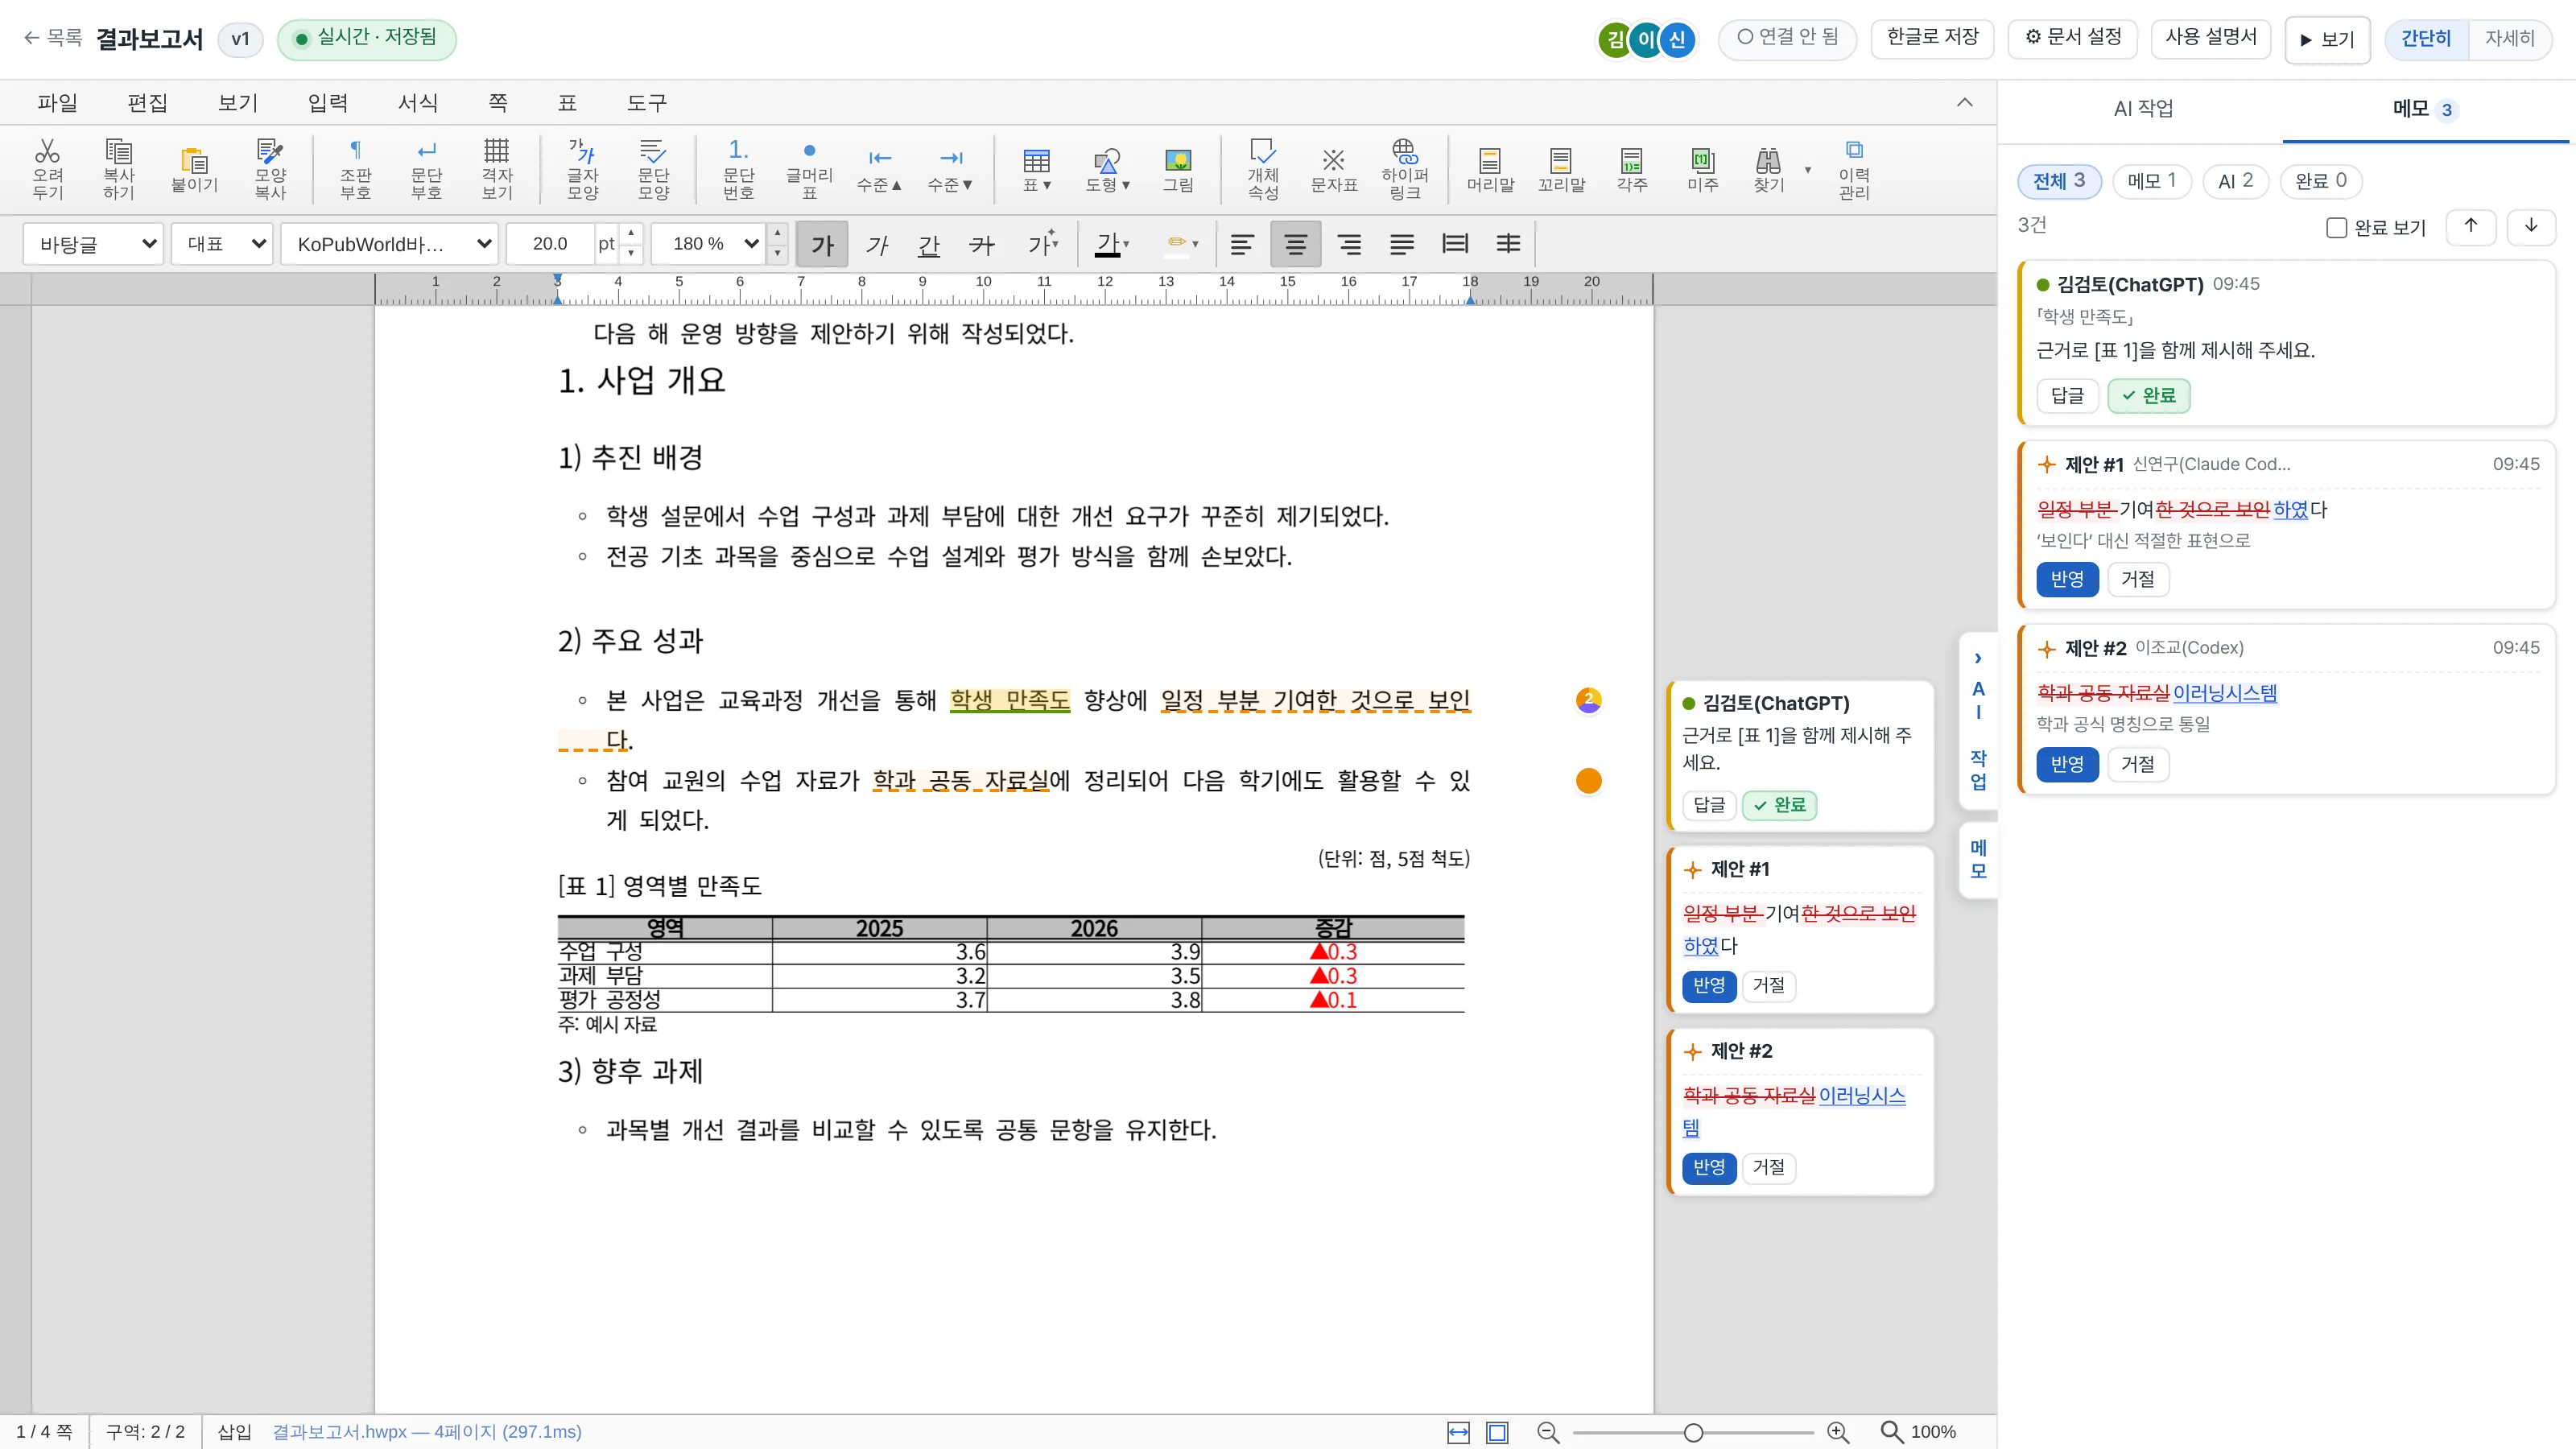 ← 목록 결과보고서 v1 실시간 · 저장됨 김 이 신 연결 안 됨 한글로 저장 ⚙ 문서 설정 사용 설명서 ▶ 보기 간단히 자세히
파일 편집 보기 입력 서식 쪽 표 도구
오려 두기 복사 하기 붙이기 모양 복사 조판 부호 문단 부호 격자 보기 글자 모양 문단 모양 문단 번호 글머리 표 수준▲ 수준▼ 표▼ 도형▼ 그림 개체 속성 문자표 하이퍼 링크 머리말 꼬리말 각주 미주 찾기 ▼ 이력 관리
바탕글 대표 KoPubWorld바... 20.0 pt 180 % 가 가 간 가 가 가
1 2 3 4 5 6 7 8 9 10 11 12 13 14 15 16 17 18 19 20
다음 해 운영 방향을 제안하기 위해 작성되었다.
1. 사업 개요
1) 추진 배경
◦ 학생 설문에서 수업 구성과 과제 부담에 대한 개선 요구가 꾸준히 제기되었다.
◦ 전공 기초 과목을 중심으로 수업 설계와 평가 방식을 함께 손보았다.
2) 주요 성과
◦ 본 사업은 교육과정 개선을 통해 학생 만족도 향상에 일정 부분 기여한 것으로 보인
다.
◦ 참여 교원의 수업 자료가 학과 공동 자료실에 정리되어 다음 학기에도 활용할 수 있
게 되었다.
(단위: 점, 5점 척도)
[표 1] 영역별 만족도
영역 2025 2026 증감
수업 구성 3.6 3.9 ▲0.3
과제 부담 3.2 3.5 ▲0.3
평가 공정성 3.7 3.8 ▲0.1
주: 예시 자료
3) 향후 과제
◦ 과목별 개선 결과를 비교할 수 있도록 공통 문항을 유지한다.
2
김검토(ChatGPT)
근거로 [표 1]을 함께 제시해 주
세요.
답글 ✓ 완료
제안 #1
일정 부분 기여한 것으로 보인
하였다
반영 거절
제안 #2
학과 공동 자료실 이러닝시스
템
반영 거절
› AI 작업
메모
AI 작업 메모 3
전체 3 메모 1 AI 2 완료 0
3건 완료 보기 ↑ ↓
김검토(ChatGPT) 09:45
「학생 만족도」
근거로 [표 1]을 함께 제시해 주세요.
답글 ✓ 완료
제안 #1 신연구(Claude Cod... 09:45
일정 부분 기여한 것으로 보인하였다
‘보인다’ 대신 적절한 표현으로
반영 거절
제안 #2 이조교(Codex) 09:45
학과 공동 자료실 이러닝시스템
학과 공식 명칭으로 통일
반영 거절
1 / 4 쪽 구역: 2 / 2 삽입 결과보고서.hwpx — 4페이지 (297.1ms) 100%